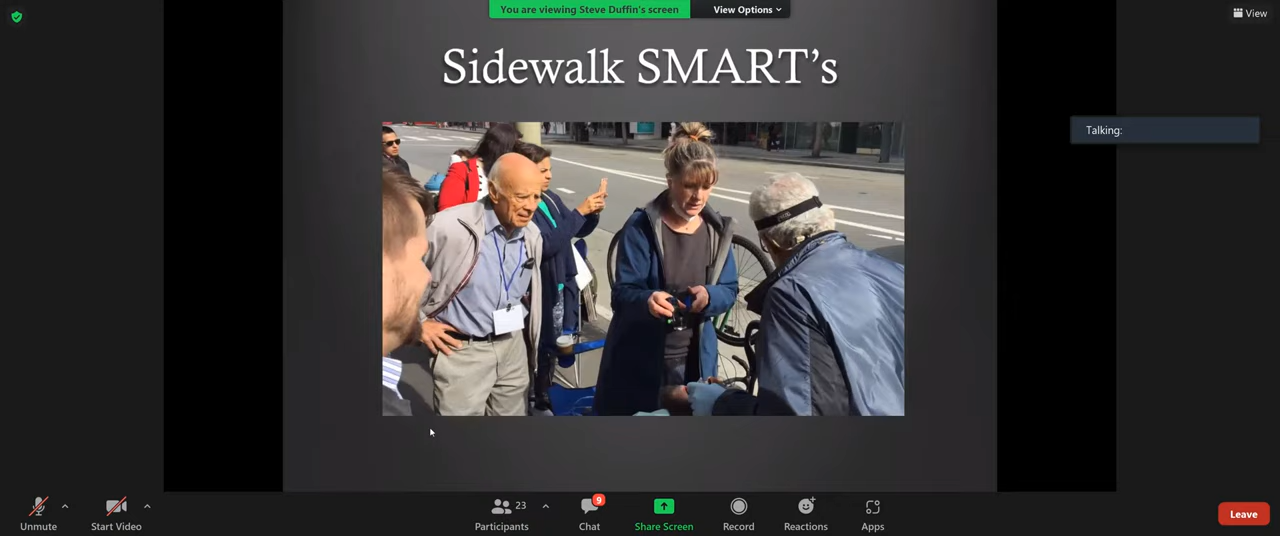 You are viewing Steve Duffin's screen
View Options
View
Sidewalk SMART's
Talking:
Unmute
Start Video
23
Participants
9
Chat
Share Screen
Record
Reactions
Apps
Leave